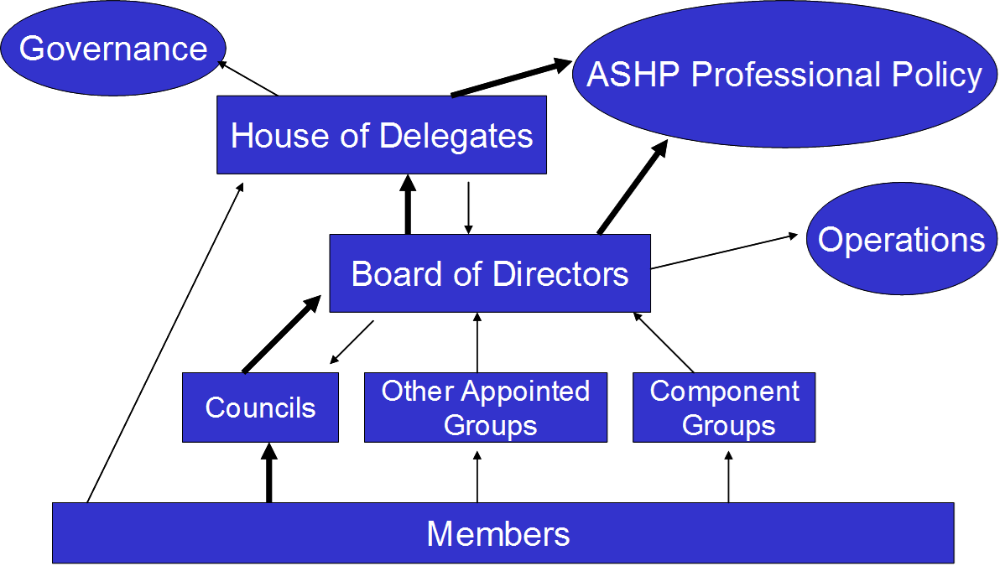 Governance
ASHP Professional Policy
House of Delegates
Operations
Board of Directors
Councils
Other Appointed
Groups
Component
Groups
Members